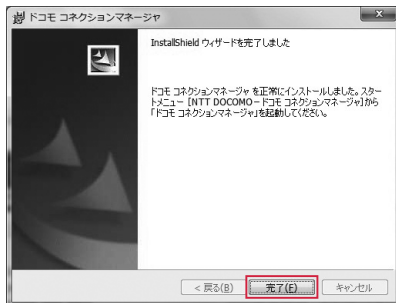 ドコモ コネクションマネージャ
InstallShield ウィザードを完了しました
ドコモ コネクションマネージャ を正常にインストールしました。スター
トメニュー [NTT DOCOMO－ドコモ コネクションマネージャ]から
「ドコモ コネクションマネージャ」を起動してください。
< 戻る(B)
完了(F)
キャンセル